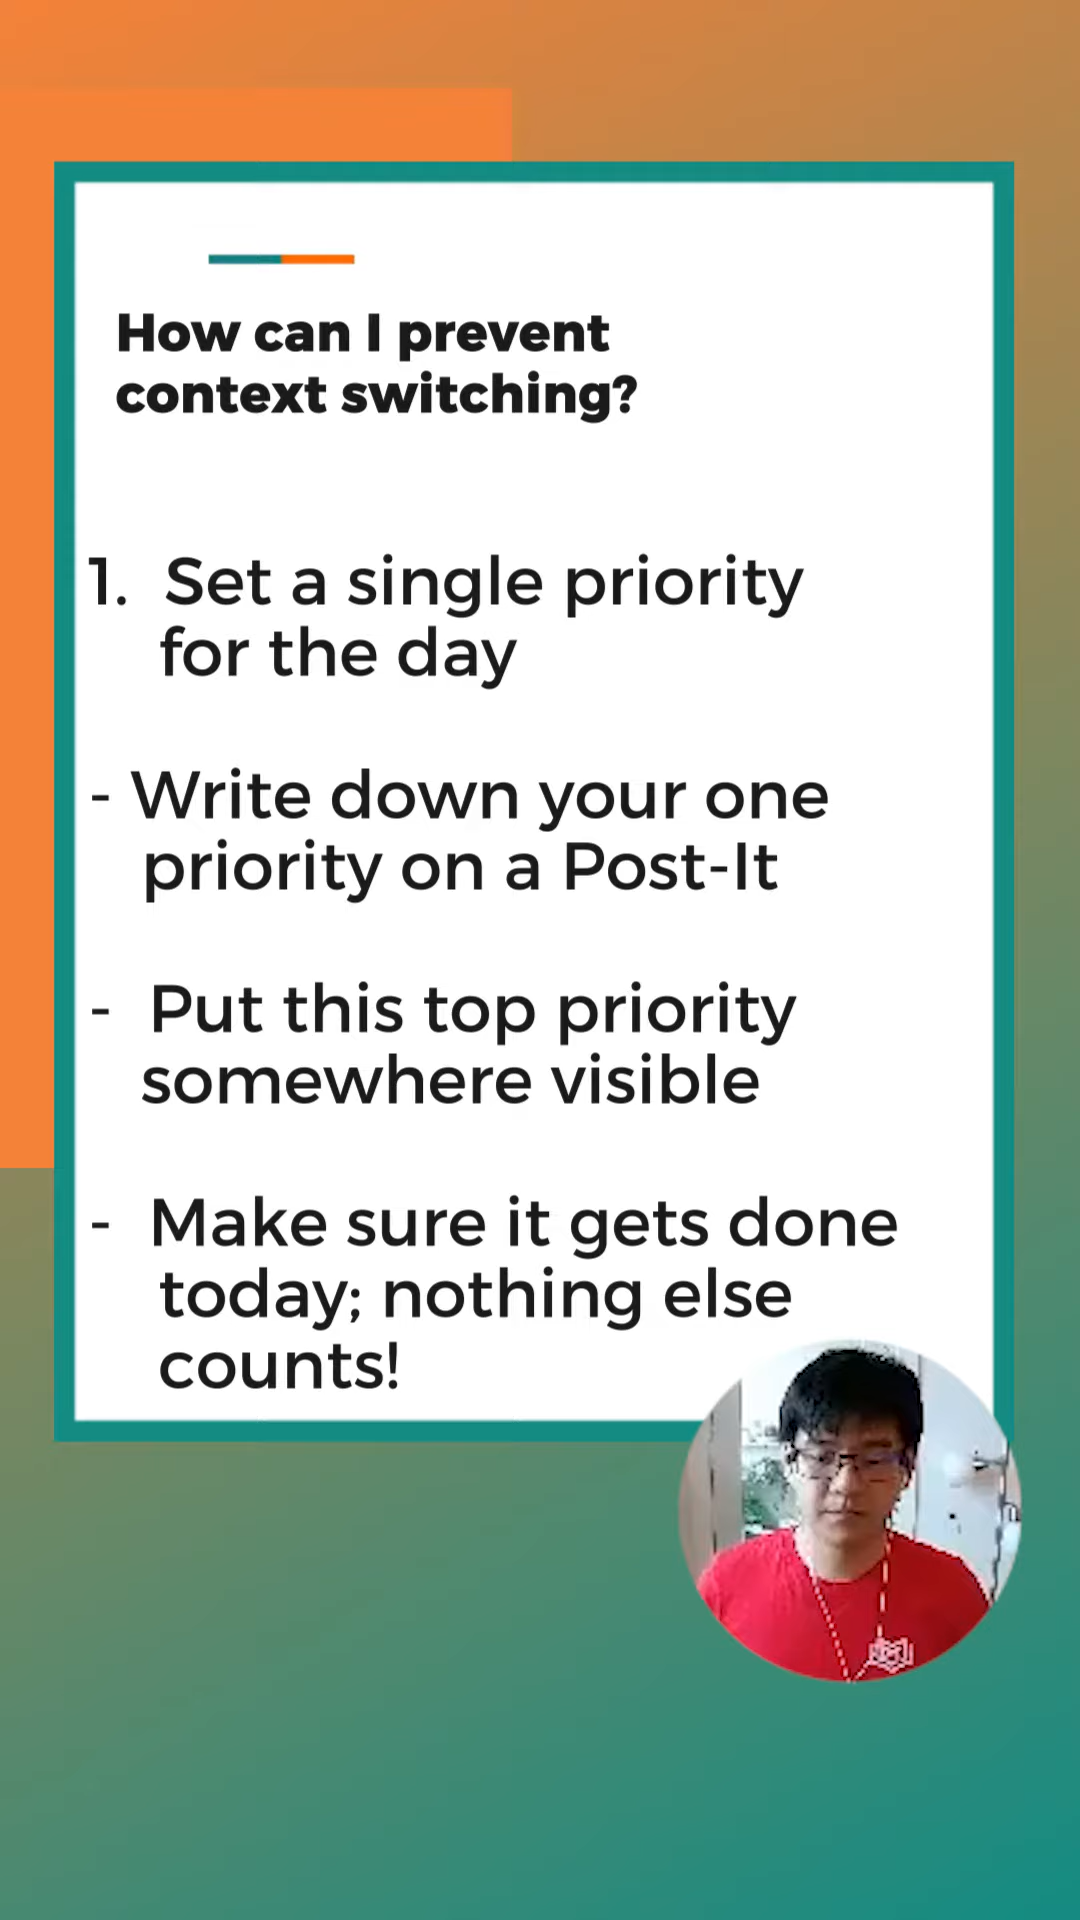 How can I prevent
context switching?
1. Set a single priority
for the day
- Write down your one
priority on a Post-It
- Put this top priority
somewhere visible
- Make sure it gets done
today; nothing else
counts!